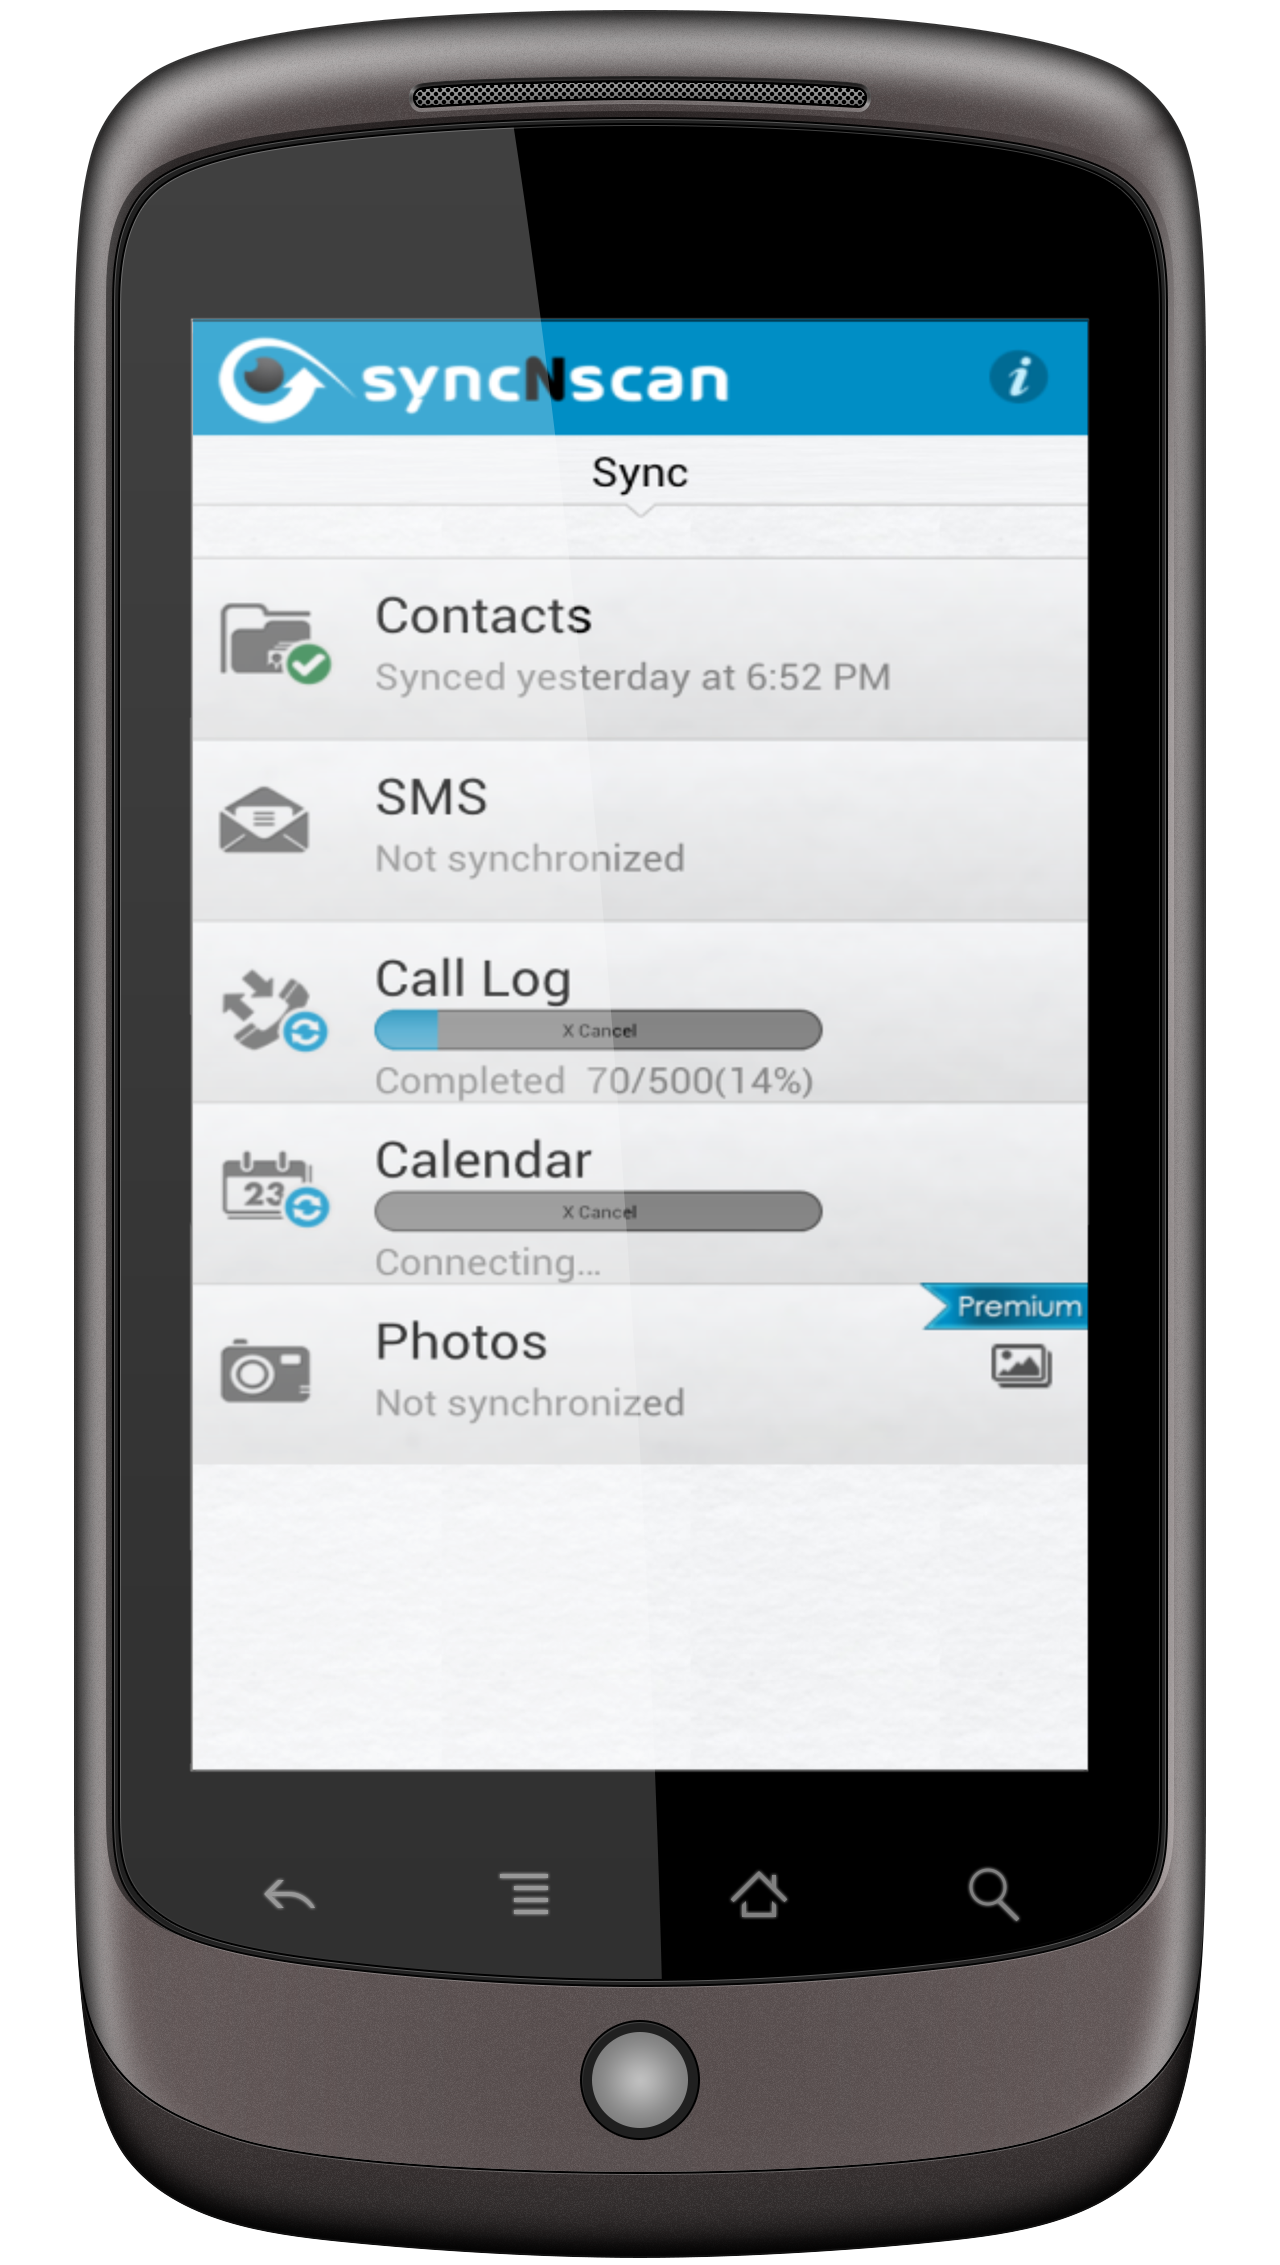 syncNscan
i
Sync
Contacts
Synced yesterday at 6:52 PM
SMS
Not synchronized
Call Log
X Cancel
Completed 70/500(14%)
Calendar
23
X Cancel
Connecting...
Premium
Photos
Not synchronized